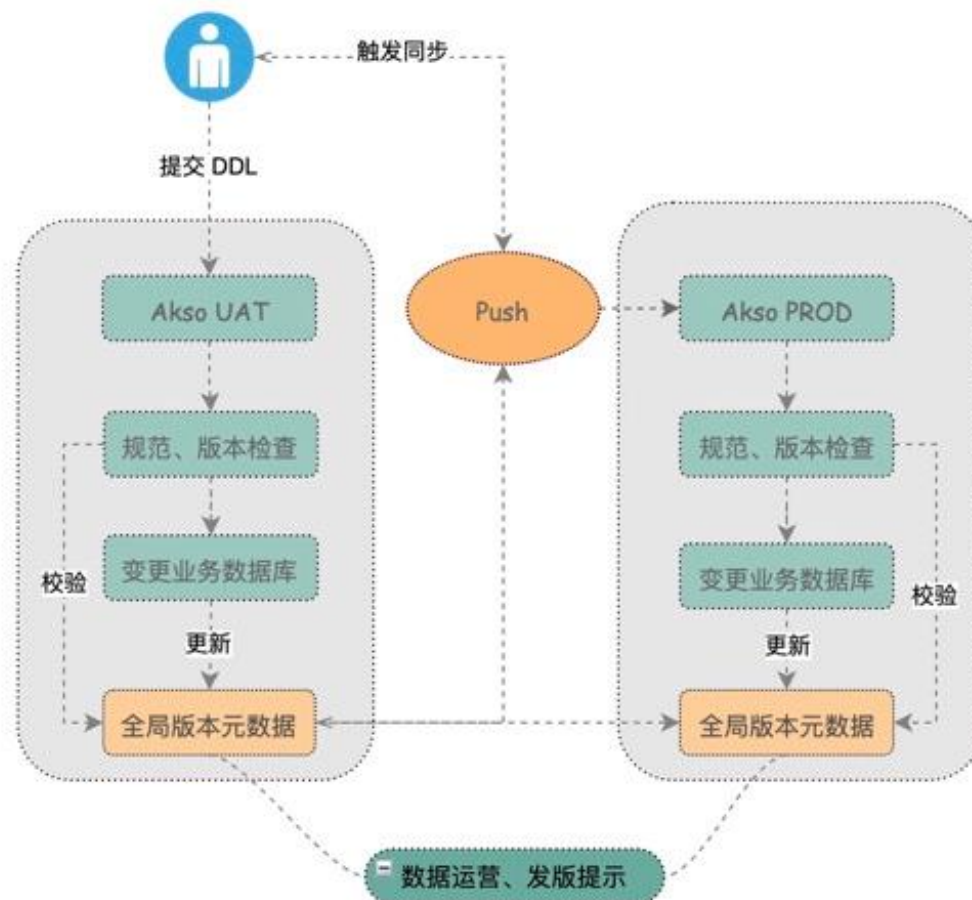 触发同步
提交 DDL
Akso UAT
Push
Akso PROD
规范、版本检查
规范、版本检查
变更业务数据库
变更业务数据库
校验
校验
更新
更新
全局版本元数据
全局版本元数据
数据运营、发版提示